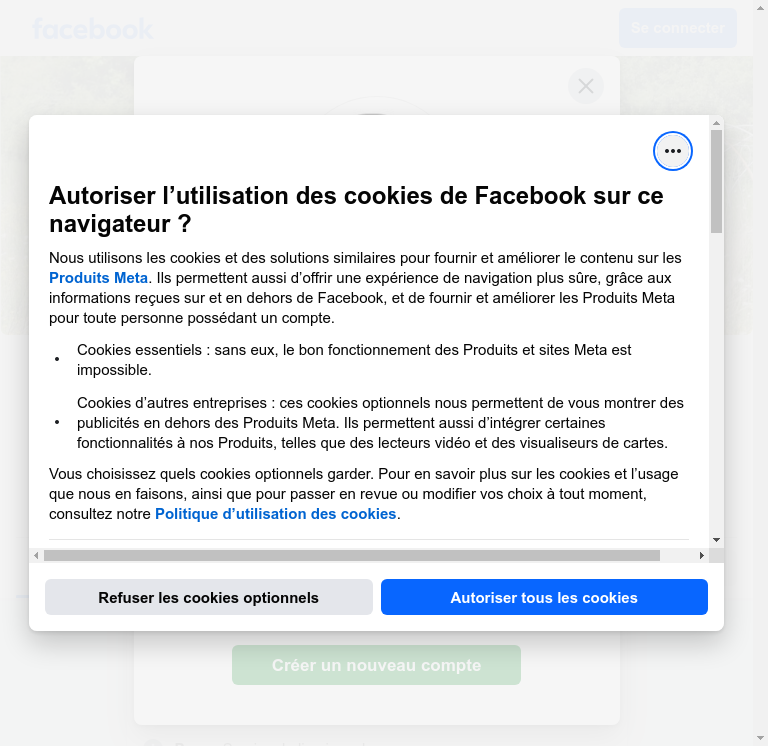 facebook
Se connecter
Autoriser l’utilisation des cookies de Facebook sur ce
navigateur ?
Nous utilisons les cookies et des solutions similaires pour fournir et améliorer le contenu sur les
Produits Meta. Ils permettent aussi d’offrir une expérience de navigation plus sûre, grâce aux
informations reçues sur et en dehors de Facebook, et de fournir et améliorer les Produits Meta
pour toute personne possédant un compte.
• Cookies essentiels : sans eux, le bon fonctionnement des Produits et sites Meta est
impossible.
• Cookies d’autres entreprises : ces cookies optionnels nous permettent de vous montrer des
publicités en dehors des Produits Meta. Ils permettent aussi d’intégrer certaines
fonctionnalités à nos Produits, telles que des lecteurs vidéo et des visualiseurs de cartes.
Vous choisissez quels cookies optionnels garder. Pour en savoir plus sur les cookies et l’usage
que nous en faisons, ainsi que pour passer en revue ou modifier vos choix à tout moment,
consultez notre Politique d’utilisation des cookies.
Refuser les cookies optionnels
Autoriser tous les cookies
Créer un nouveau compte